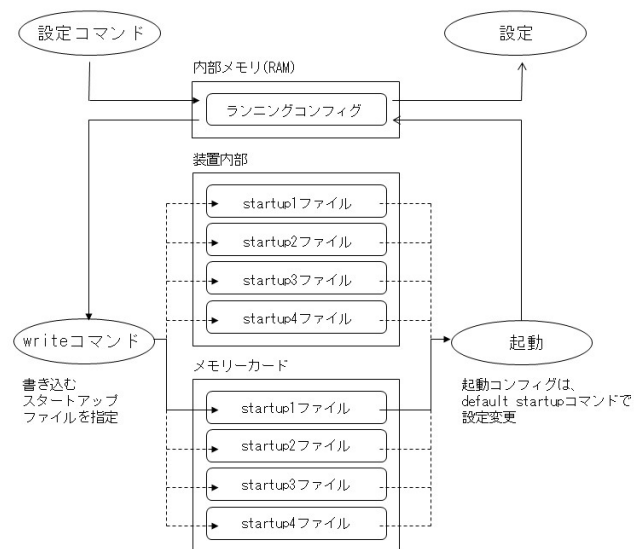 設定コマンド
設定
内部メモリ(RAM)
ランニングコンフィグ
装置内部
startup1ファイル
startup2ファイル
startup3ファイル
startup4ファイル
writeコマンド
起動
メモリーカード
書き込む
スタートアップ
ファイルを指定
起動コンフィグは、
default startupコマンドで
設定変更
startup1ファイル
startup2ファイル
startup3ファイル
startup4ファイル